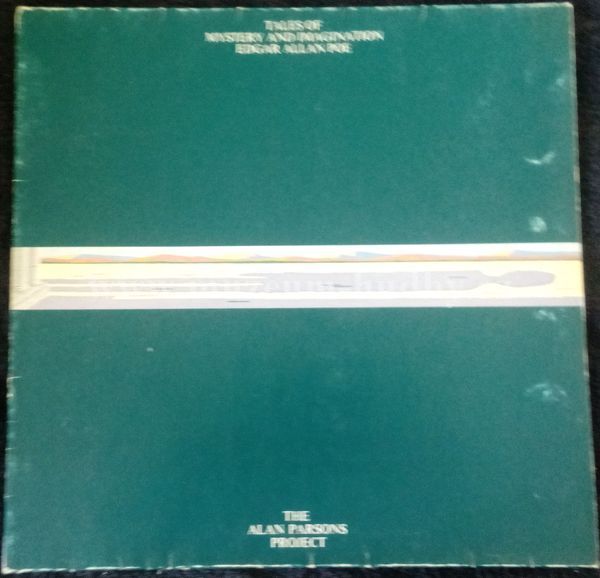 TALES OF
MYSTERY AND IMAGINATION
EDGAR ALLAN POE
THE
ALAN PARSONS
PROJECT